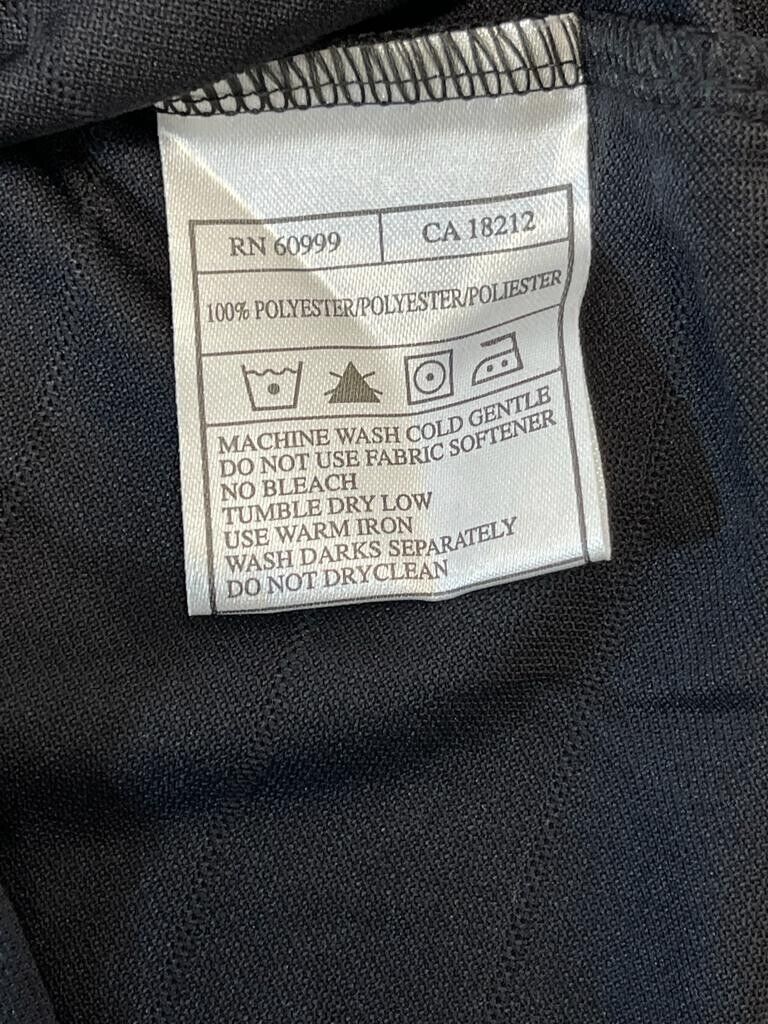 RN 60999 CA 18212
100% POLYESTER/POLYESTER/POLIESTER
MACHINE WASH COLD GENTLE
DO NOT USE FABRIC SOFTENER
NO BLEACH
TUMBLE DRY LOW
USE WARM IRON
WASH DARKS SEPARATELY
DO NOT DRYCLEAN